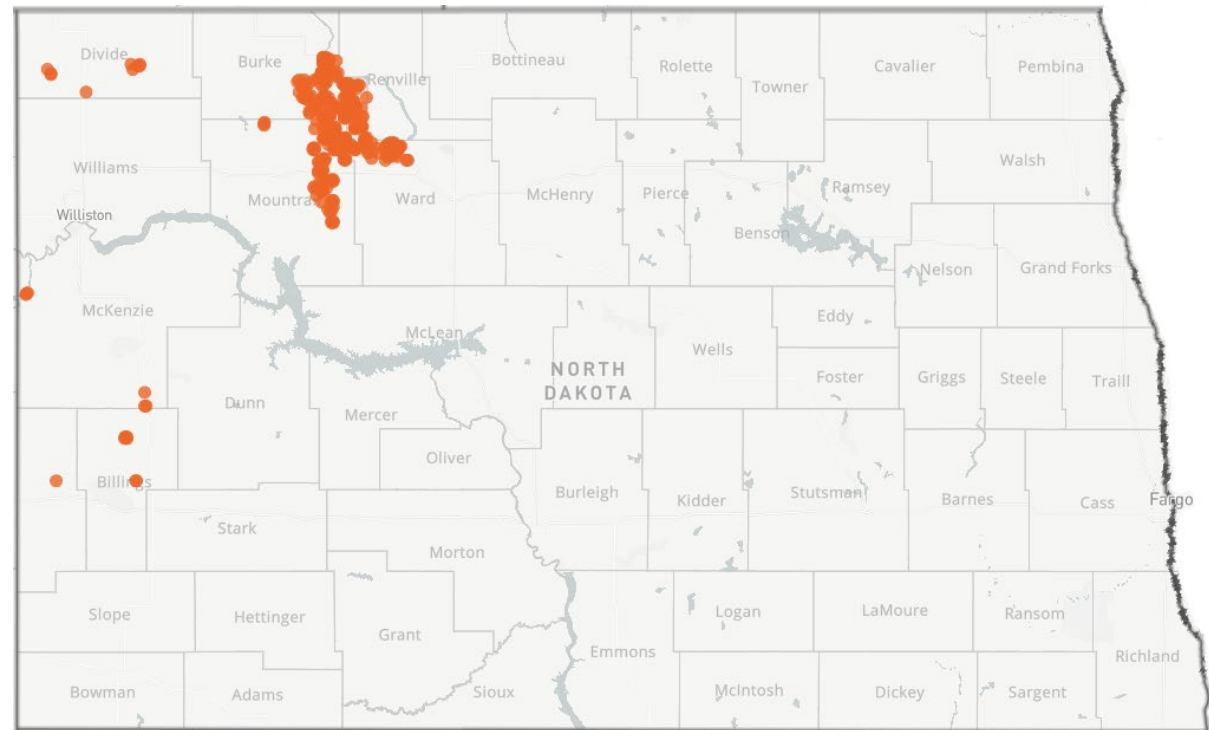 Divide
Burke
Renville
Bottineau
Rolette
Towner
Cavalier
Pembina
Williams
Williston
Mountra
Ward
McHenry
Pierce
Benson
Ramsey
Walsh
Nelson
Grand Forks
McKenzie
McLean
Eddy
Wells
Foster
Griggs
Steele
Traill
NORTH
DAKOTA
Dunn
Mercer
Oliver
Billings
Burleigh
Kidder
Stutsman
Barnes
Cass
Fargo
Stark
Morton
Slope
Hettinger
Grant
Emmons
Logan
LaMoure
Ransom
Richland
Bowman
Adams
Sioux
McIntosh
Dickey
Sargent